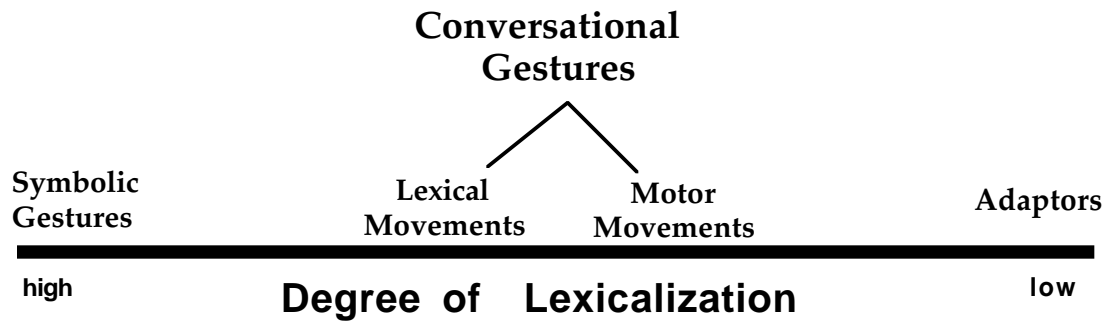 Conversational
Gestures
Symbolic
Gestures
Lexical
Movements
Motor
Movements
Adaptors
high
Degree of Lexicalization
low